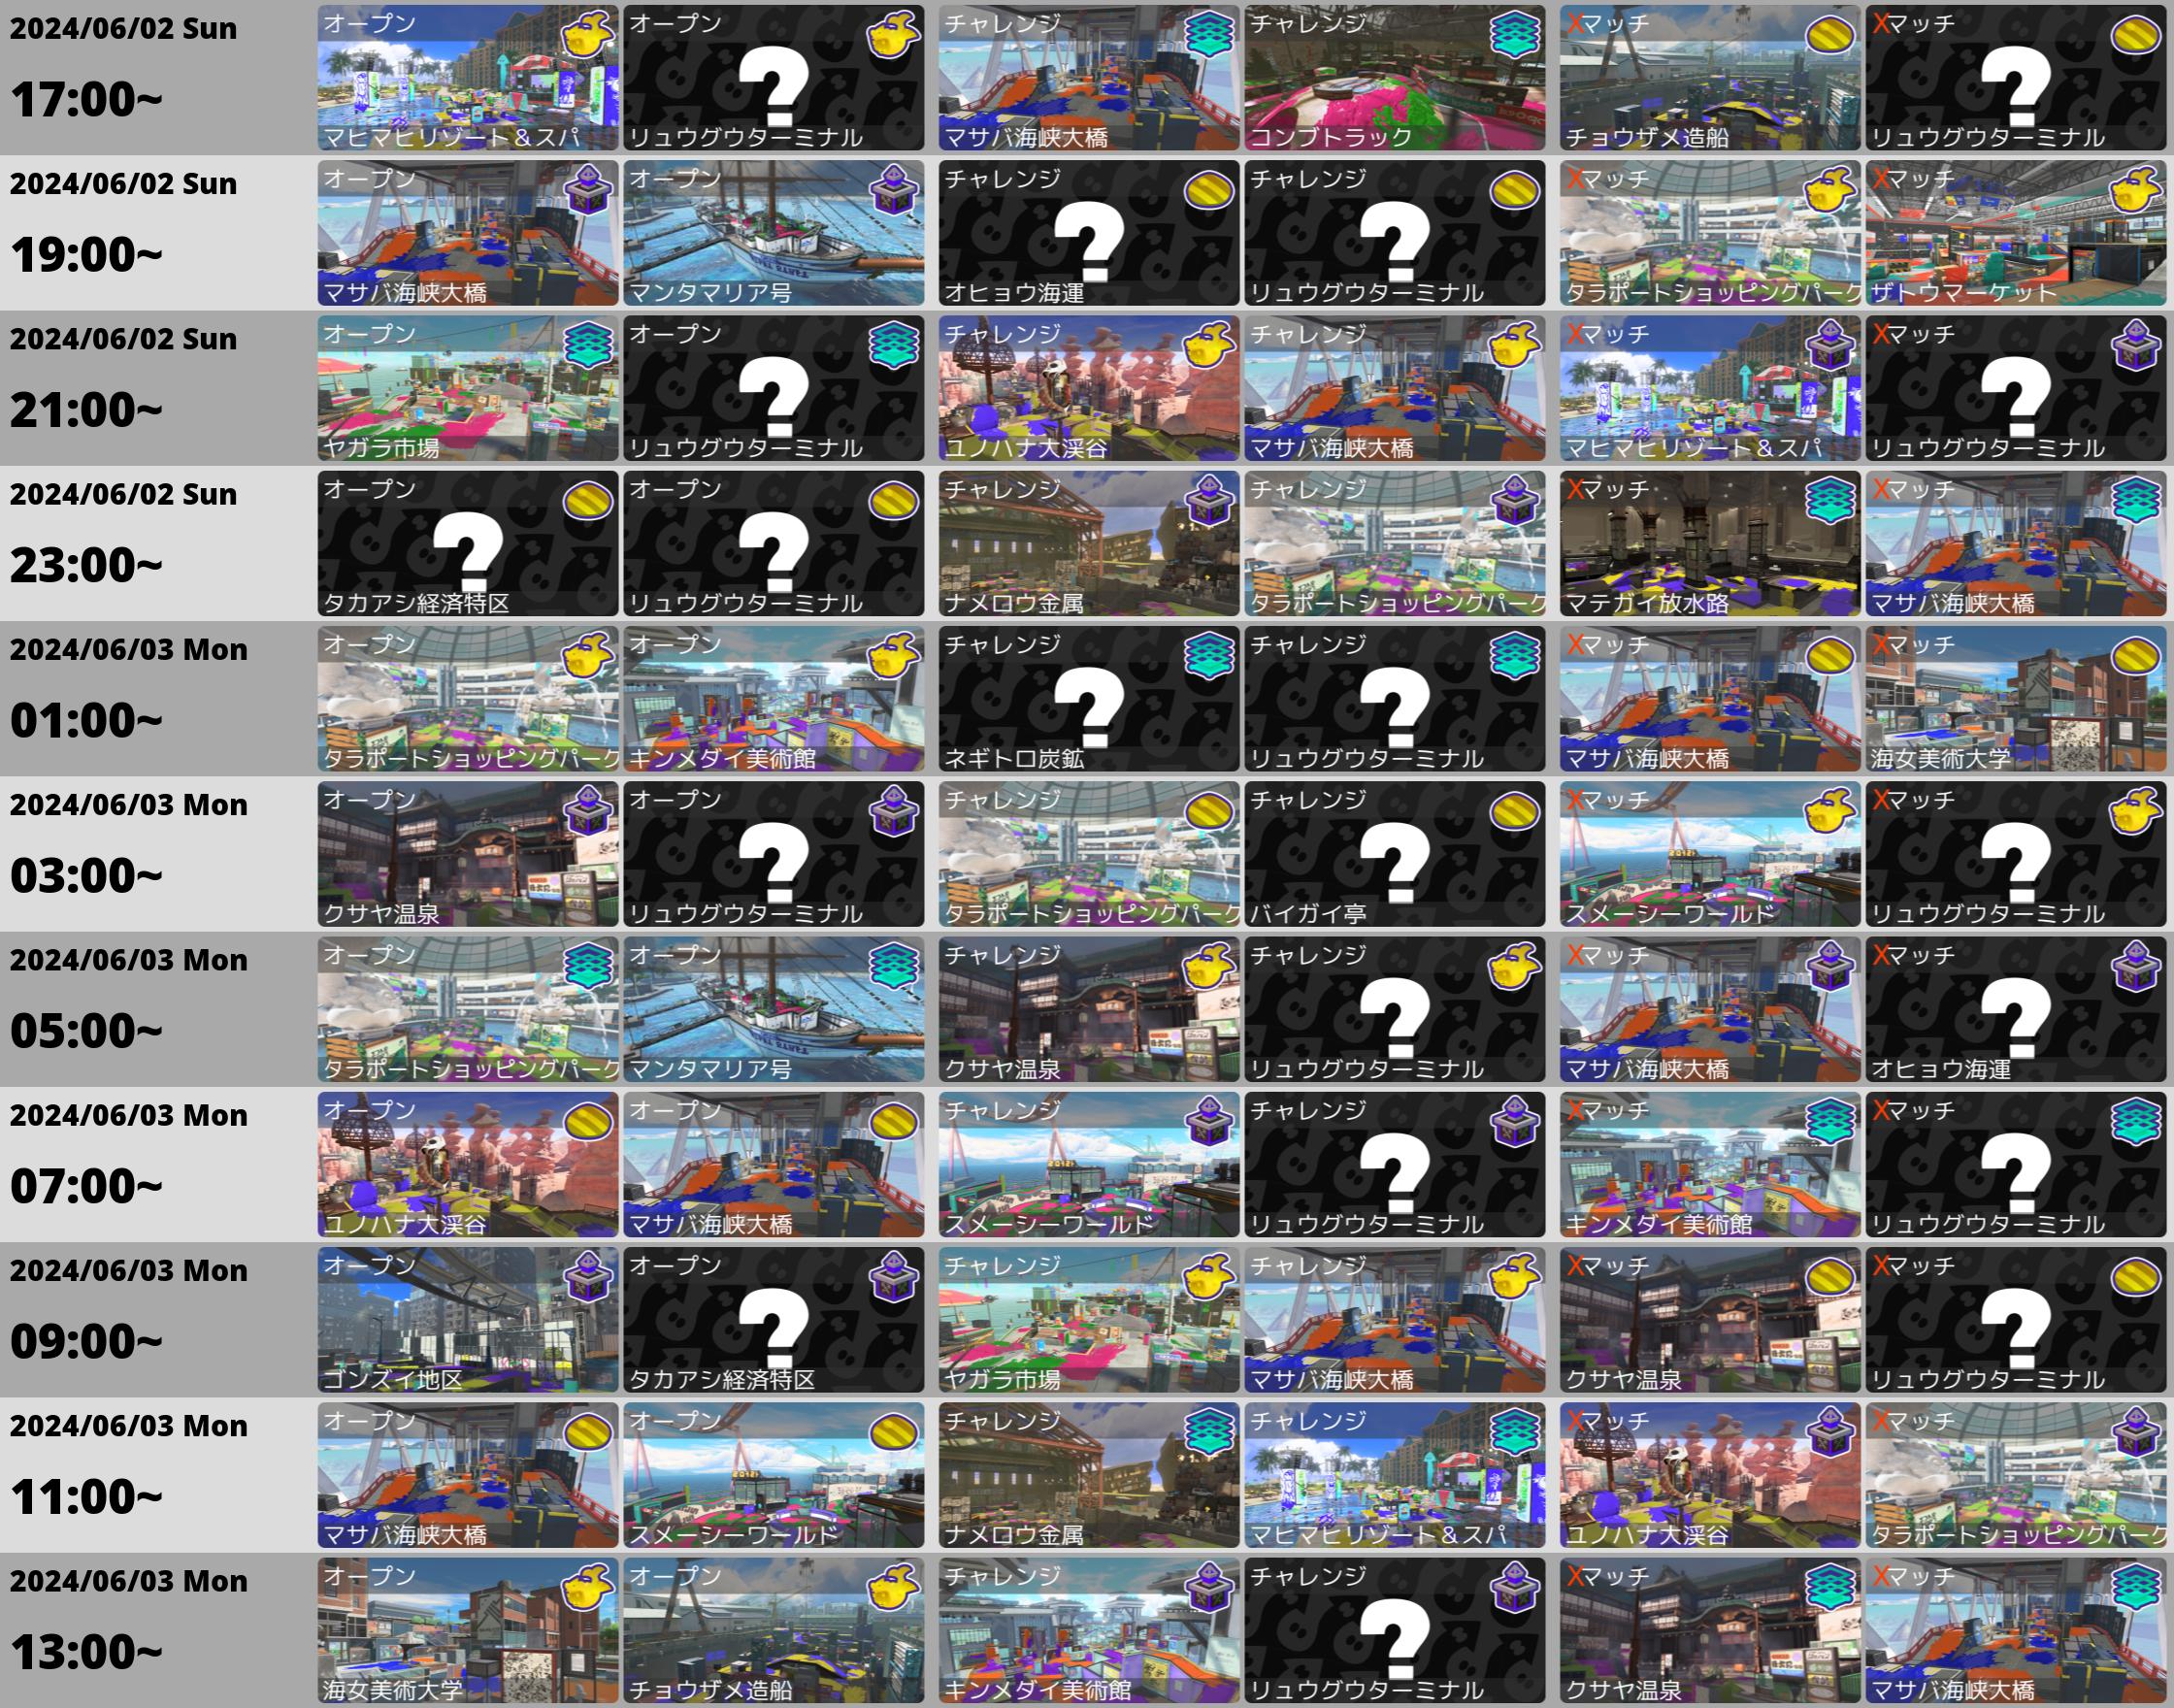 2024/06/02 Sun
17:00~
オープン オープン チャレンジ チャレンジ Xマッチ Xマッチ
マヒマヒリゾート＆スパ リュウグウターミナル マサバ海峡大橋 コンブトラック チョウザメ造船 リュウグウターミナル
2024/06/02 Sun
19:00~
オープン オープン チャレンジ チャレンジ Xマッチ Xマッチ
マサバ海峡大橋 マンタマリア号 オヒョウ海運 リュウグウターミナル タラポートショッピングパーク ザトウマーケット
2024/06/02 Sun
21:00~
オープン オープン チャレンジ チャレンジ Xマッチ Xマッチ
ヤガラ市場 リュウグウターミナル ユノハナ大渓谷 マサバ海峡大橋 マヒマヒリゾート＆スパ リュウグウターミナル
2024/06/02 Sun
23:00~
オープン オープン チャレンジ チャレンジ Xマッチ Xマッチ
タカアシ経済特区 リュウグウターミナル ナメロウ金属 タラポートショッピングパーク マテガイ放水路 マサバ海峡大橋
2024/06/03 Mon
01:00~
オープン オープン チャレンジ チャレンジ Xマッチ Xマッチ
タラポートショッピングパーク キンメダイ美術館 ネギトロ炭鉱 リュウグウターミナル マサバ海峡大橋 海女美術大学
2024/06/03 Mon
03:00~
オープン オープン チャレンジ チャレンジ Xマッチ Xマッチ
クサヤ温泉 リュウグウターミナル タラポートショッピングパーク バイガイ亭 スメーシーワールド リュウグウターミナル
2024/06/03 Mon
05:00~
オープン オープン チャレンジ チャレンジ Xマッチ Xマッチ
タラポートショッピングパーク マンタマリア号 クサヤ温泉 リュウグウターミナル マサバ海峡大橋 オヒョウ海運
2024/06/03 Mon
07:00~
オープン オープン チャレンジ チャレンジ Xマッチ Xマッチ
ユノハナ大渓谷 マサバ海峡大橋 スメーシーワールド リュウグウターミナル キンメダイ美術館 リュウグウターミナル
2024/06/03 Mon
09:00~
オープン オープン チャレンジ チャレンジ Xマッチ Xマッチ
ゴンズイ地区 タカアシ経済特区 ヤガラ市場 マサバ海峡大橋 クサヤ温泉 リュウグウターミナル
2024/06/03 Mon
11:00~
オープン オープン チャレンジ チャレンジ Xマッチ Xマッチ
マサバ海峡大橋 スメーシーワールド ナメロウ金属 マヒマヒリゾート＆スパ ユノハナ大渓谷 タラポートショッピングパーク
2024/06/03 Mon
13:00~
オープン オープン チャレンジ チャレンジ Xマッチ Xマッチ
海女美術大学 チョウザメ造船 キンメダイ美術館 リュウグウターミナル クサヤ温泉 マサバ海峡大橋